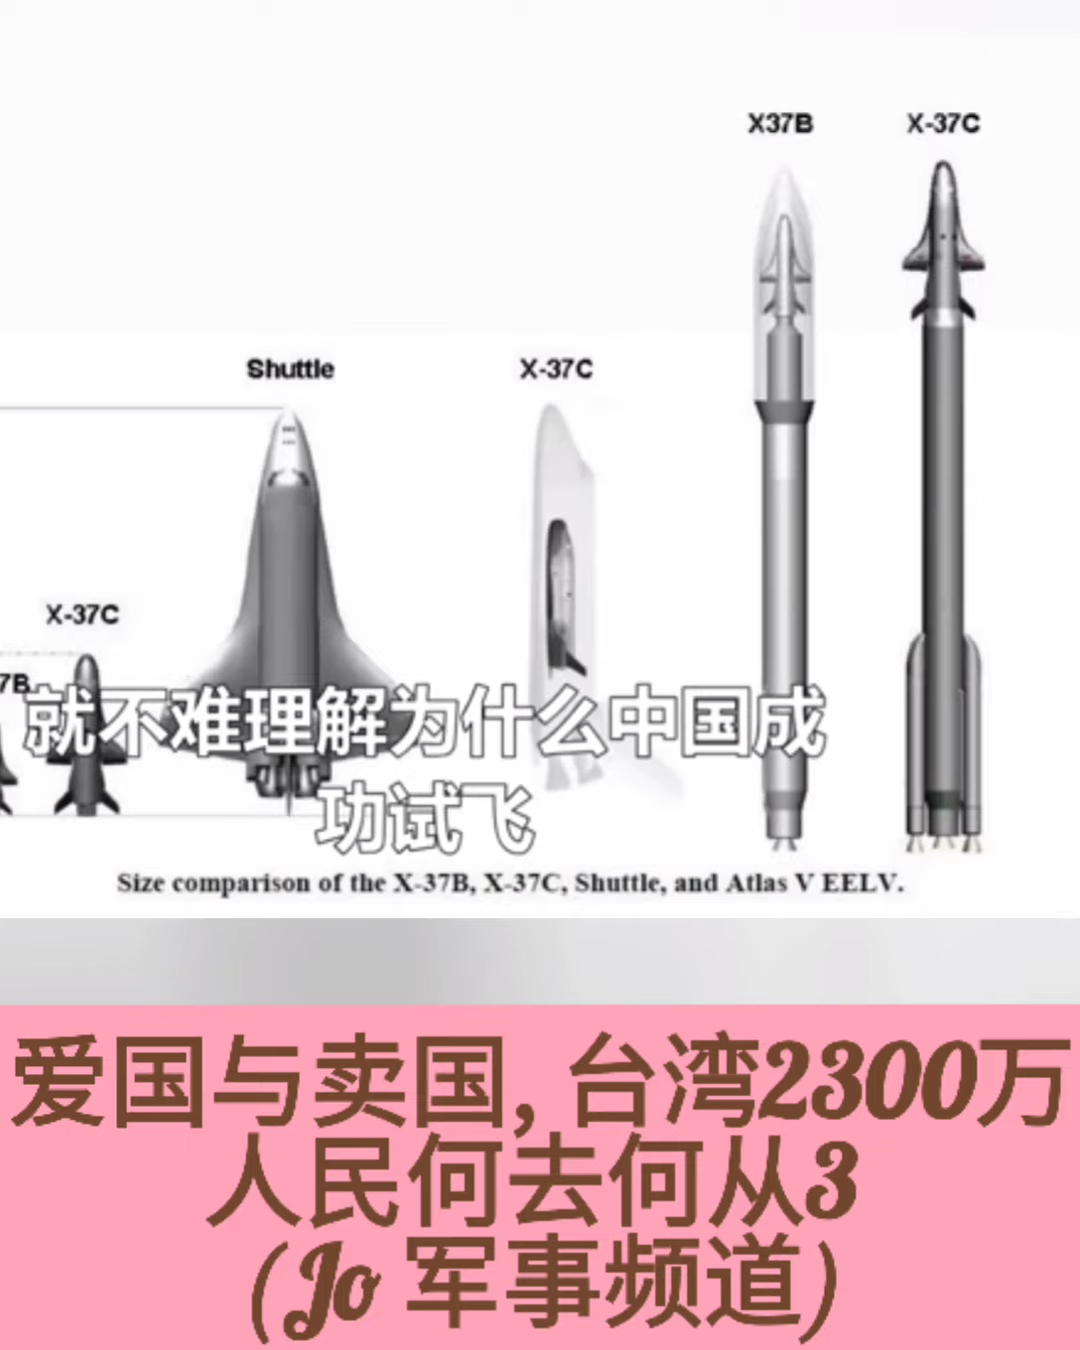 X37B
X-37C
Shuttle
X-37C
X-37C
7B
就不难理解为什么中国成
功试飞
Size comparison of the X-37B, X-37C, Shuttle, and Atlas V EELV.
爱国与卖国,台湾2300万
人民何去何从3
(Jo 军事频道)